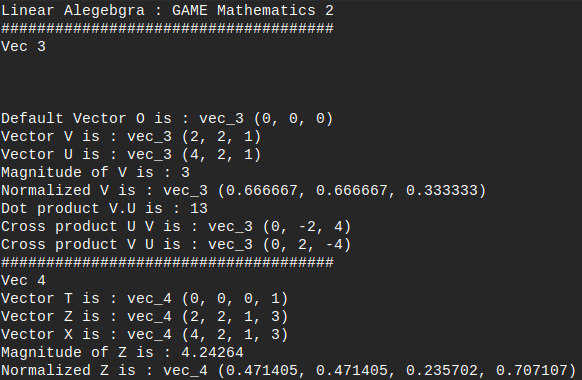 Linear Alegebgra : GAME Mathematics 2
#####################################
Vec 3
Default Vector O is : vec_3 (0, 0, 0)
Vector V is : vec_3 (2, 2, 1)
Vector U is : vec_3 (4, 2, 1)
Magnitude of V is : 3
Normalized V is : vec_3 (0.666667, 0.666667, 0.333333)
Dot product V.U is : 13
Cross product U V is : vec_3 (0, -2, 4)
Cross product V U is : vec_3 (0, 2, -4)
#####################################
Vec 4
Vector T is : vec_4 (0, 0, 0, 1)
Vector Z is : vec_4 (2, 2, 1, 3)
Vector X is : vec_4 (4, 2, 1, 3)
Magnitude of Z is : 4.24264
Normalized Z is : vec_4 (0.471405, 0.471405, 0.235702, 0.707107)